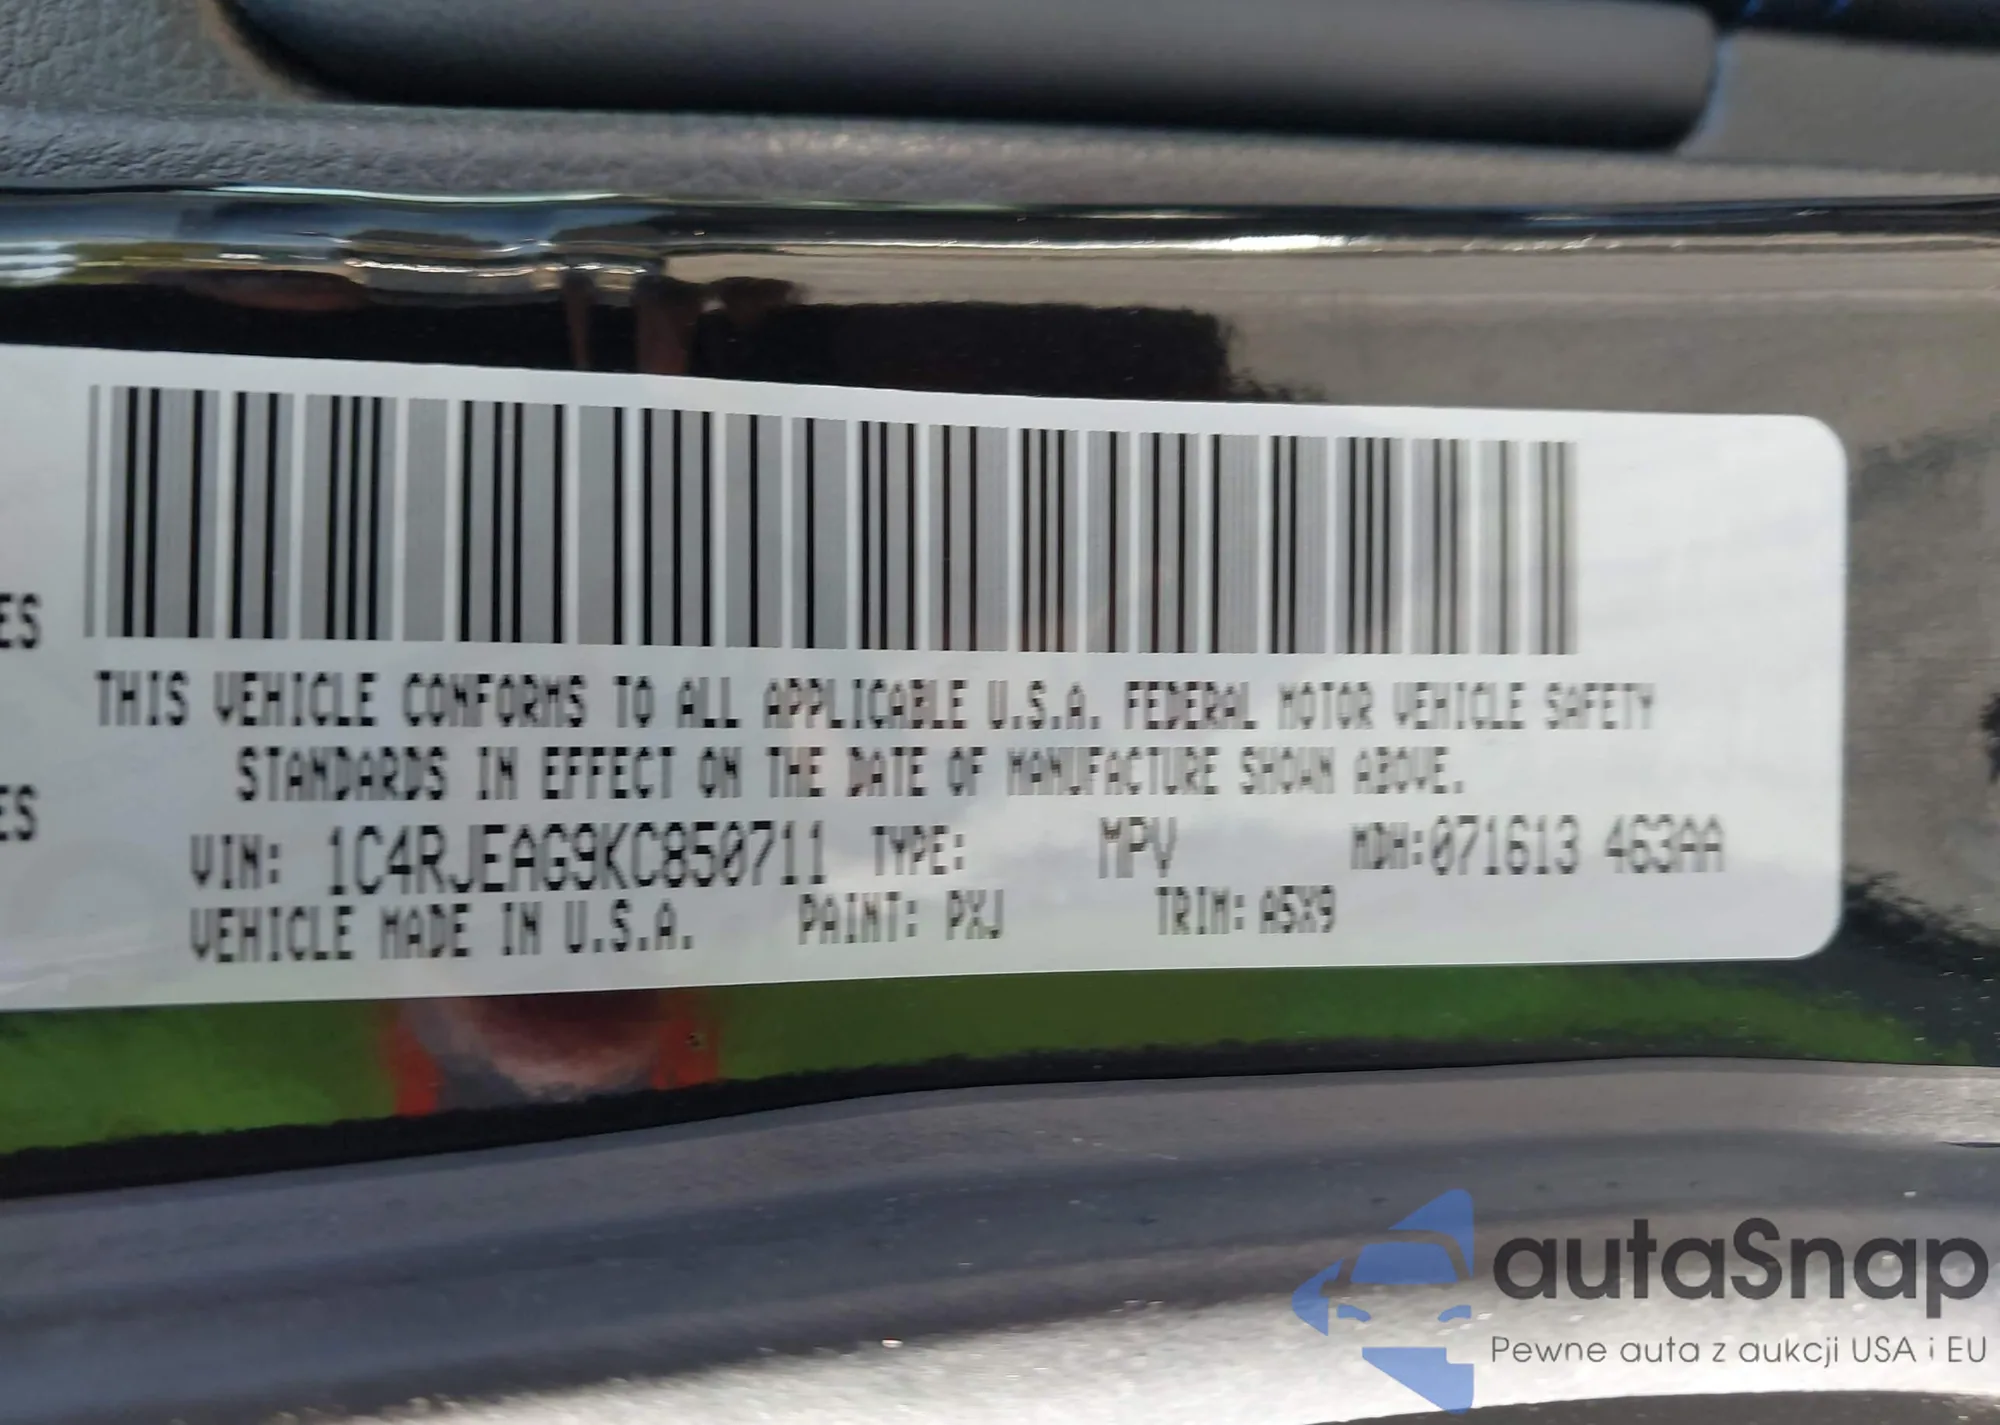 ES
THIS VEHICLE CONFORMS TO ALL APPLICABLE U.S.A. FEDERAL MOTOR VEHICLE SAFETY
STANDARDS IN EFFECT ON THE DATE OF MANUFACTURE SHOWN ABOVE.
ES
VIN: 1C4RJEAG9KC850711 TYPE: MPV MDH:071613 463AA
VEHICLE MADE IN U.S.A. PAINT: PXJ TRIM: A5X9
autaSnap
Pewne auta z aukcji USA i EU